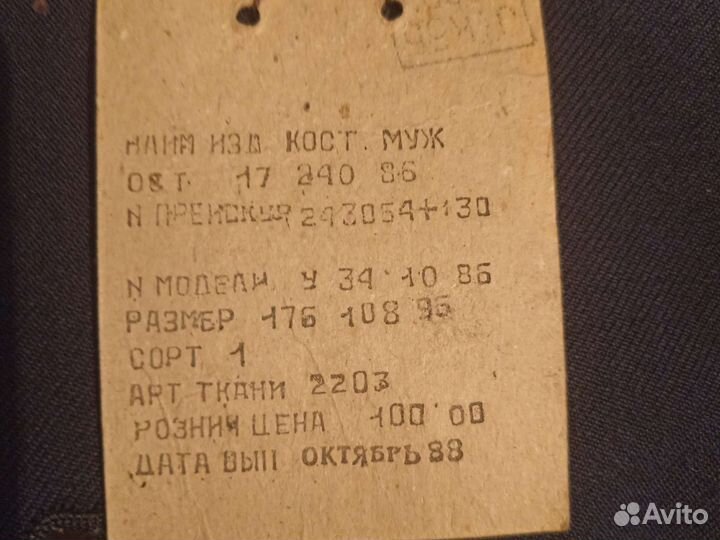 НАИМ ИЗД КОСТ. МУЖ
ОСТ. 17 240 86
N ПРЕЙСКУР 243054+130
N МОДЕЛИ У 34 10 86
РАЗМЕР 176 108 96
СОРТ 1
АРТ ТКАНИ 2203
РОЗНИЧ ЦЕНА 100 00
ДАТА ВЫП ОКТЯБРЬ 88
Avito